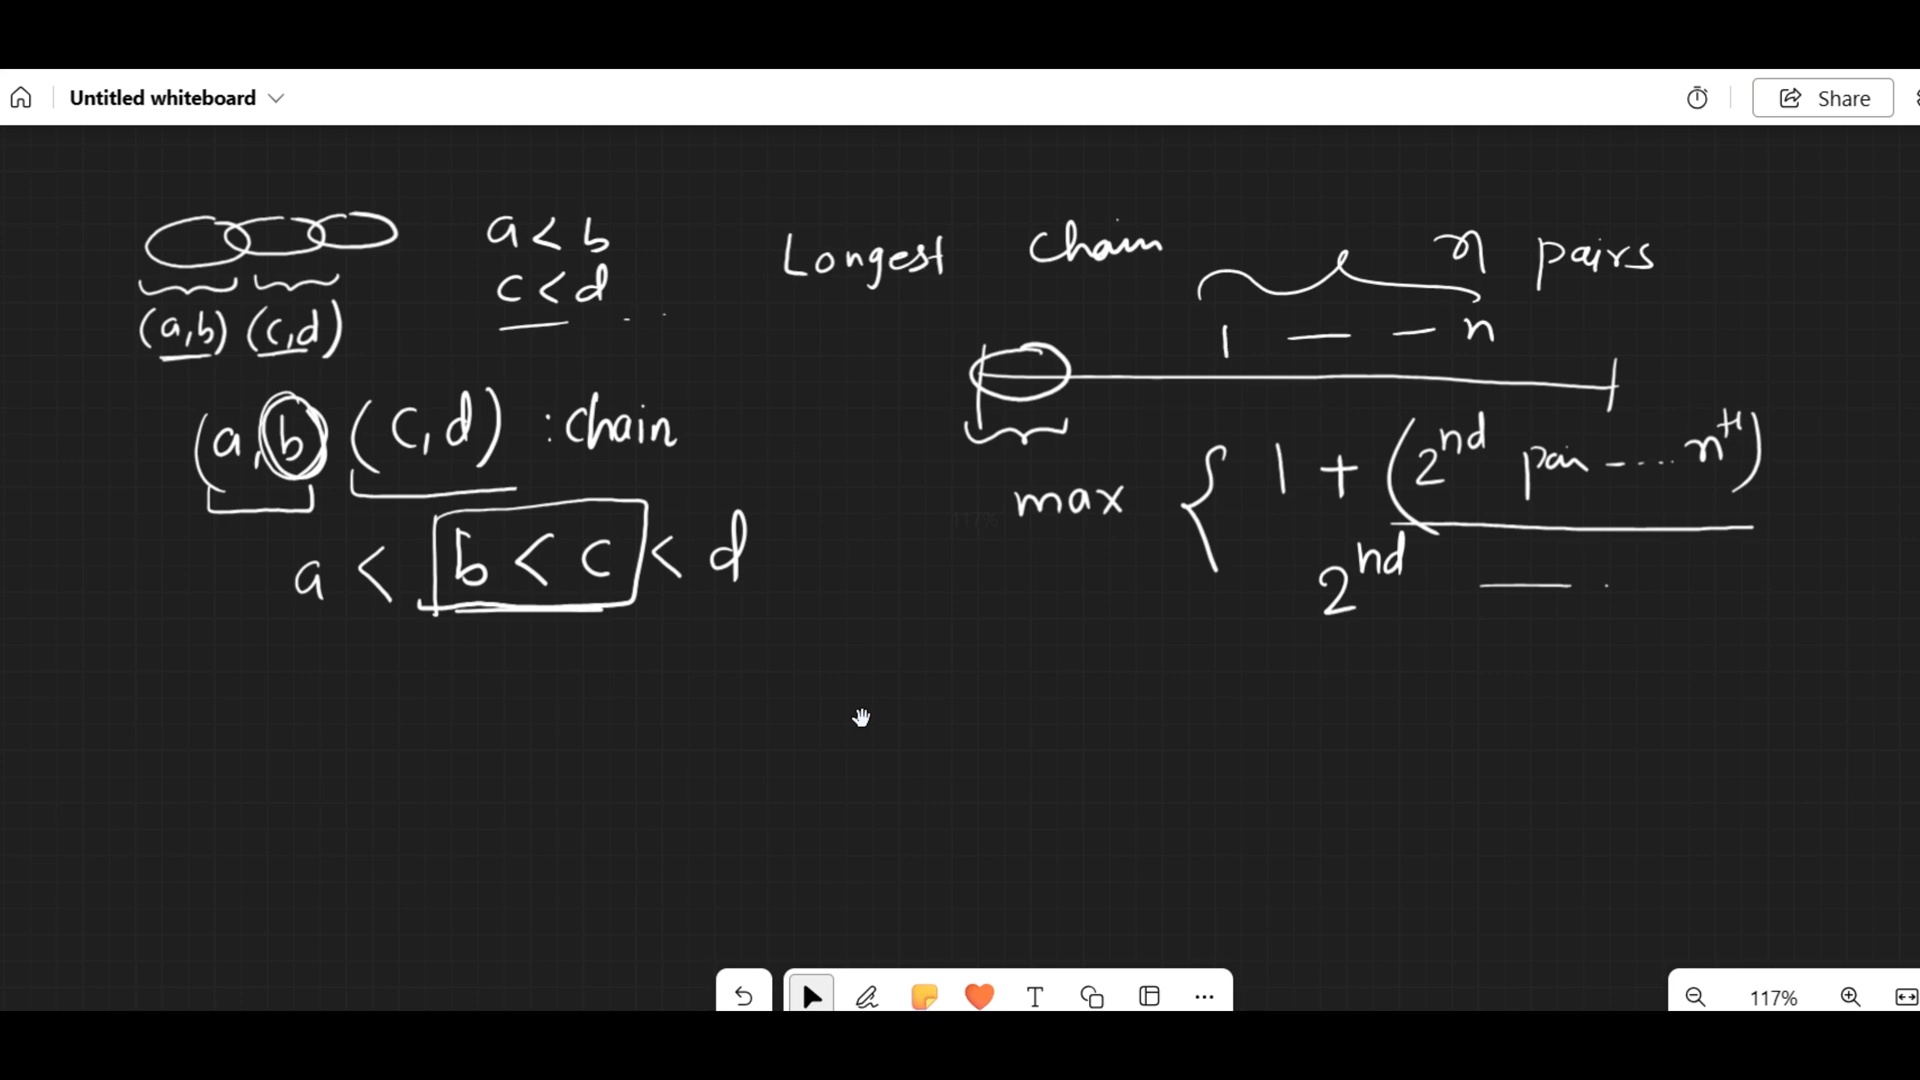 Untitled whiteboard
Share
a < b
c < d
(a,b) (c,d)
(a,b) (c,d) : chain
a < b < c < d
Longest chain
n pairs
1 — — n
max { 1 + (2nd pair -.... nth)
2nd — .
117%